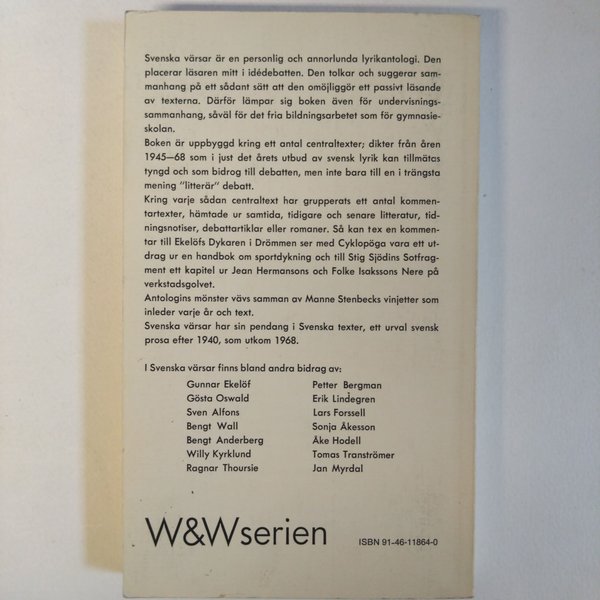 Svenska värsar är en personlig och annorlunda lyrikantologi. Den
placerar läsaren mitt i idédebatten. Den tolkar och suggerar sam-
manhang på ett sådant sätt att den omöjliggör ett passivt läsande
av texterna. Därför lämpar sig boken även för undervisnings-
sammanhang, såväl för det fria bildningsarbetet som för gymnasie-
skolan.
Boken är uppbyggd kring ett antal centraltexter; dikter från åren
1945—68 som i just det årets utbud av svensk lyrik kan tillmätas
tyngd och som bidrog till debatten, men inte bara till en i trängsta
mening "litterär" debatt.
Kring varje sådan centraltext har grupperats ett antal kommen-
tartexter, hämtade ur samtida, tidigare och senare litteratur, tid-
ningsnotiser, debattartiklar eller romaner. Så kan t ex en kommen-
tar till Ekelöfs Dykaren i Drömmen ser med Cyklopöga vara ett ut-
drag ur en handbok om sportdykning och till Stig Sjödins Sotfrag-
ment ett kapitel ur Jean Hermansons och Folke Isakssons Nere på
verkstadsgolvet.
Antologins mönster vävs samman av Manne Stenbecks vinjetter som
inleder varje år och text.
Svenska värsar har sin pendang i Svenska texter, ett urval svensk
prosa efter 1940, som utkom 1968.
I Svenska värsar finns bland andra bidrag av:
Gunnar Ekelöf Petter Bergman
Gösta Oswald Erik Lindegren
Sven Alfons Lars Forssell
Bengt Wall Sonja Åkesson
Bengt Anderberg Åke Hodell
Willy Kyrklund Tomas Tranströmer
Ragnar Thoursie Jan Myrdal
W&Wserien ISBN 91-46-11864-0